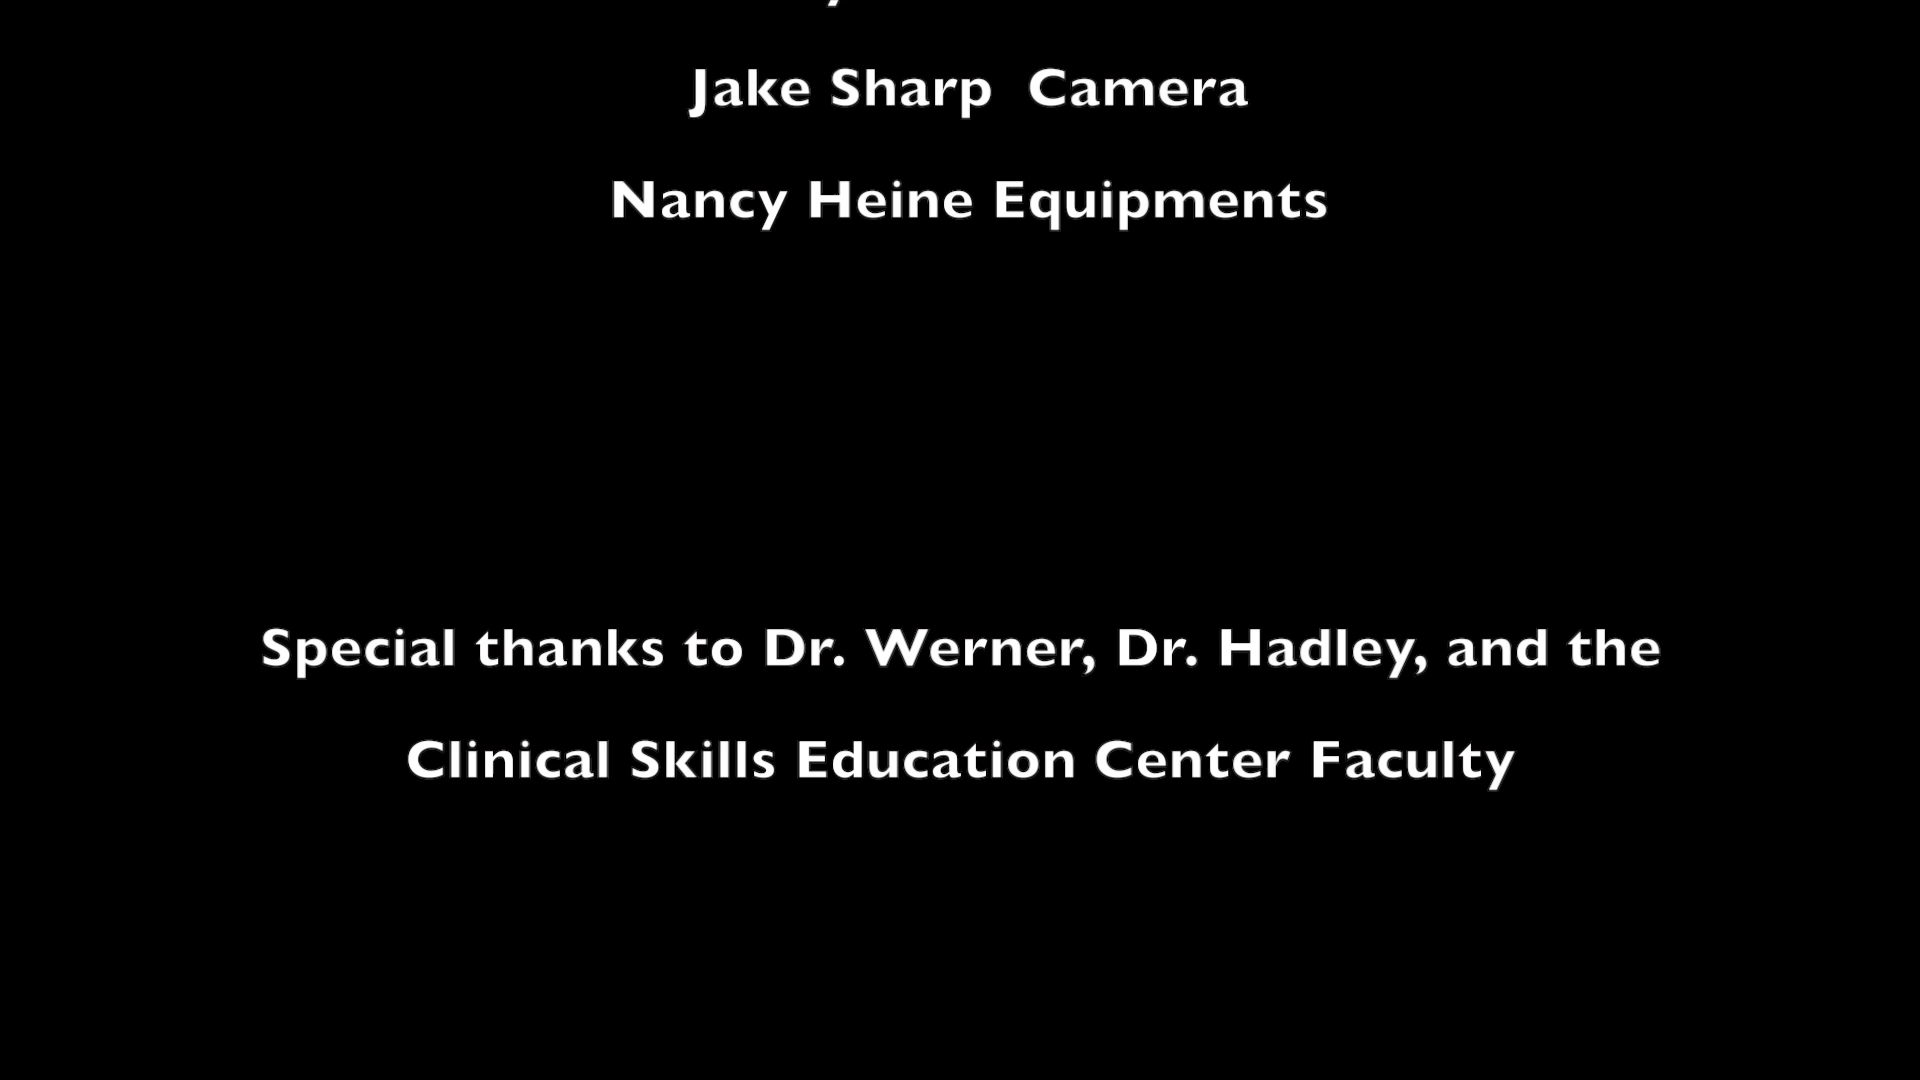 Jake Sharp  Camera
Nancy Heine Equipments
Special thanks to Dr. Werner, Dr. Hadley, and the
Clinical Skills Education Center Faculty